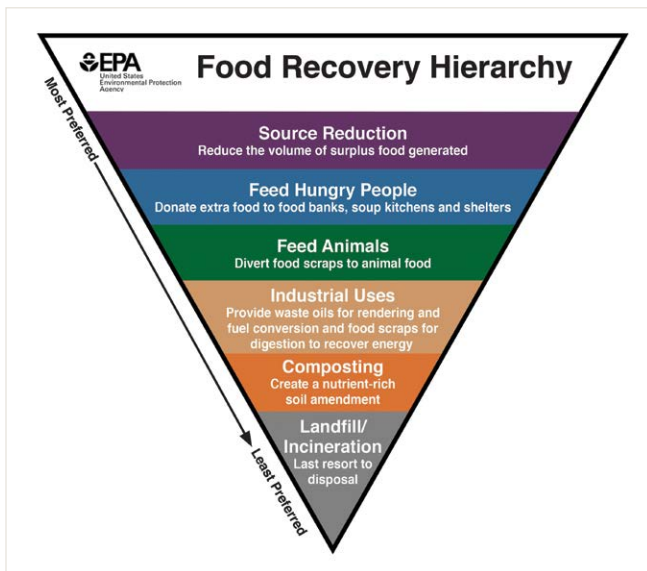 EPA
United States
Environmental Protection
Agency
Food Recovery Hierarchy
Most Preferred
Source Reduction
Reduce the volume of surplus food generated
Feed Hungry People
Donate extra food to food banks, soup kitchens and shelters
Feed Animals
Divert food scraps to animal food
Industrial Uses
Provide waste oils for rendering and
fuel conversion and food scraps for
digestion to recover energy
Composting
Create a nutrient-rich
soil amendment
Landfill/
Incineration
Last resort to
disposal
Least Preferred